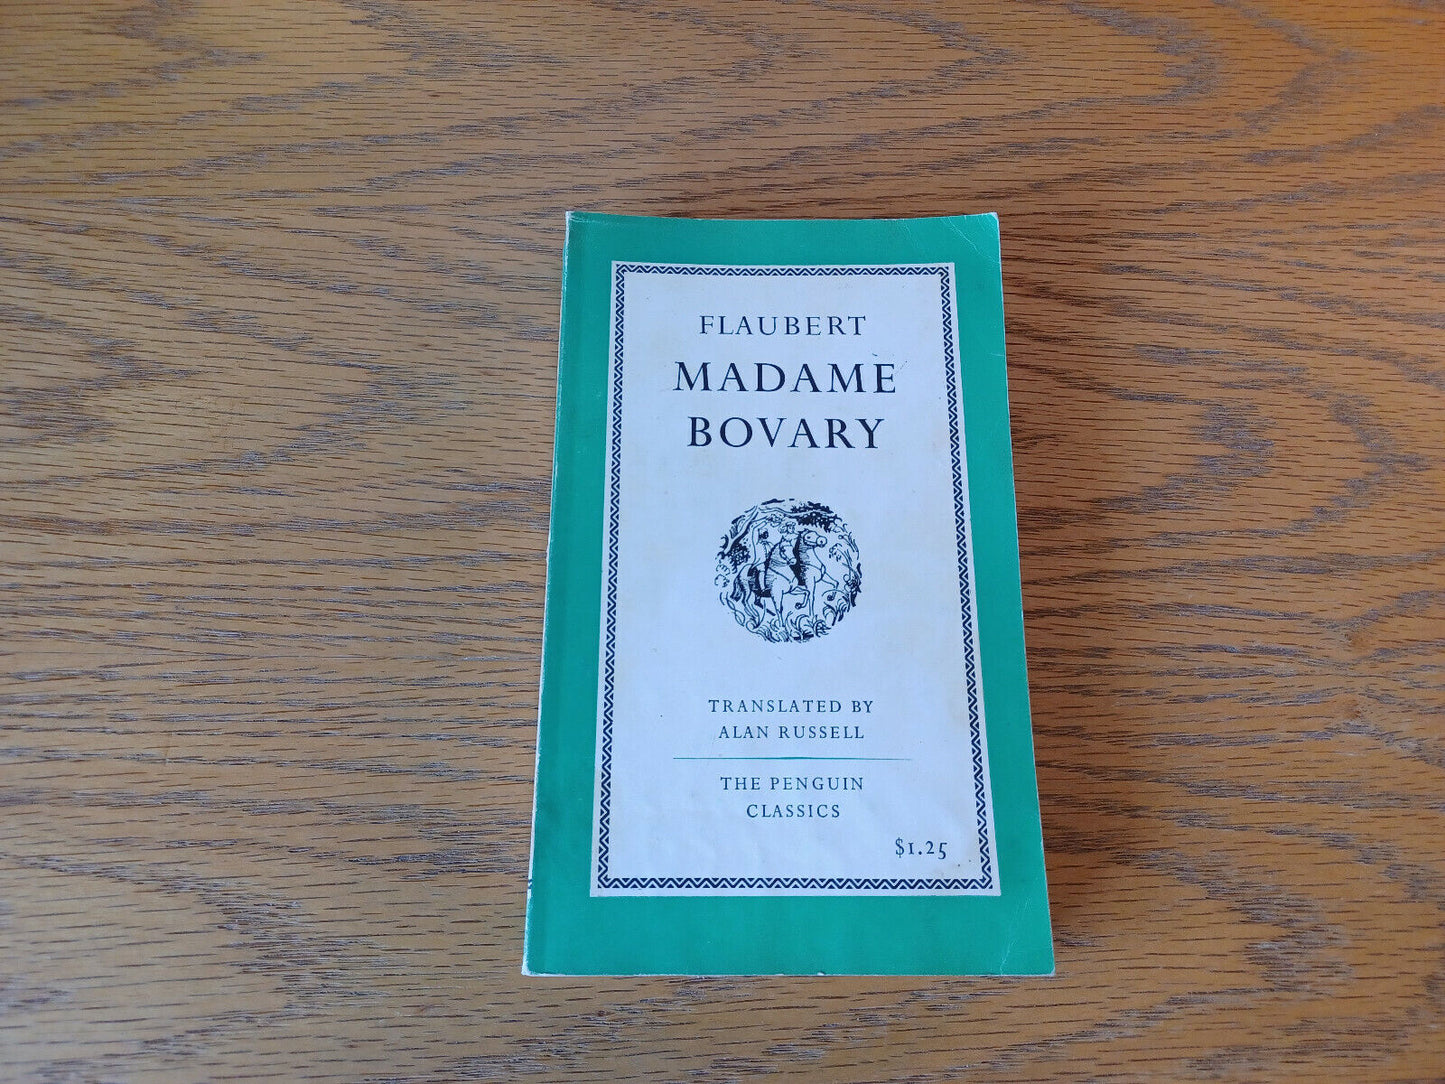 FLAUBERT
MADAME
BOVARY
TRANSLATED BY
ALAN RUSSELL
THE PENGUIN
CLASSICS
$1.25